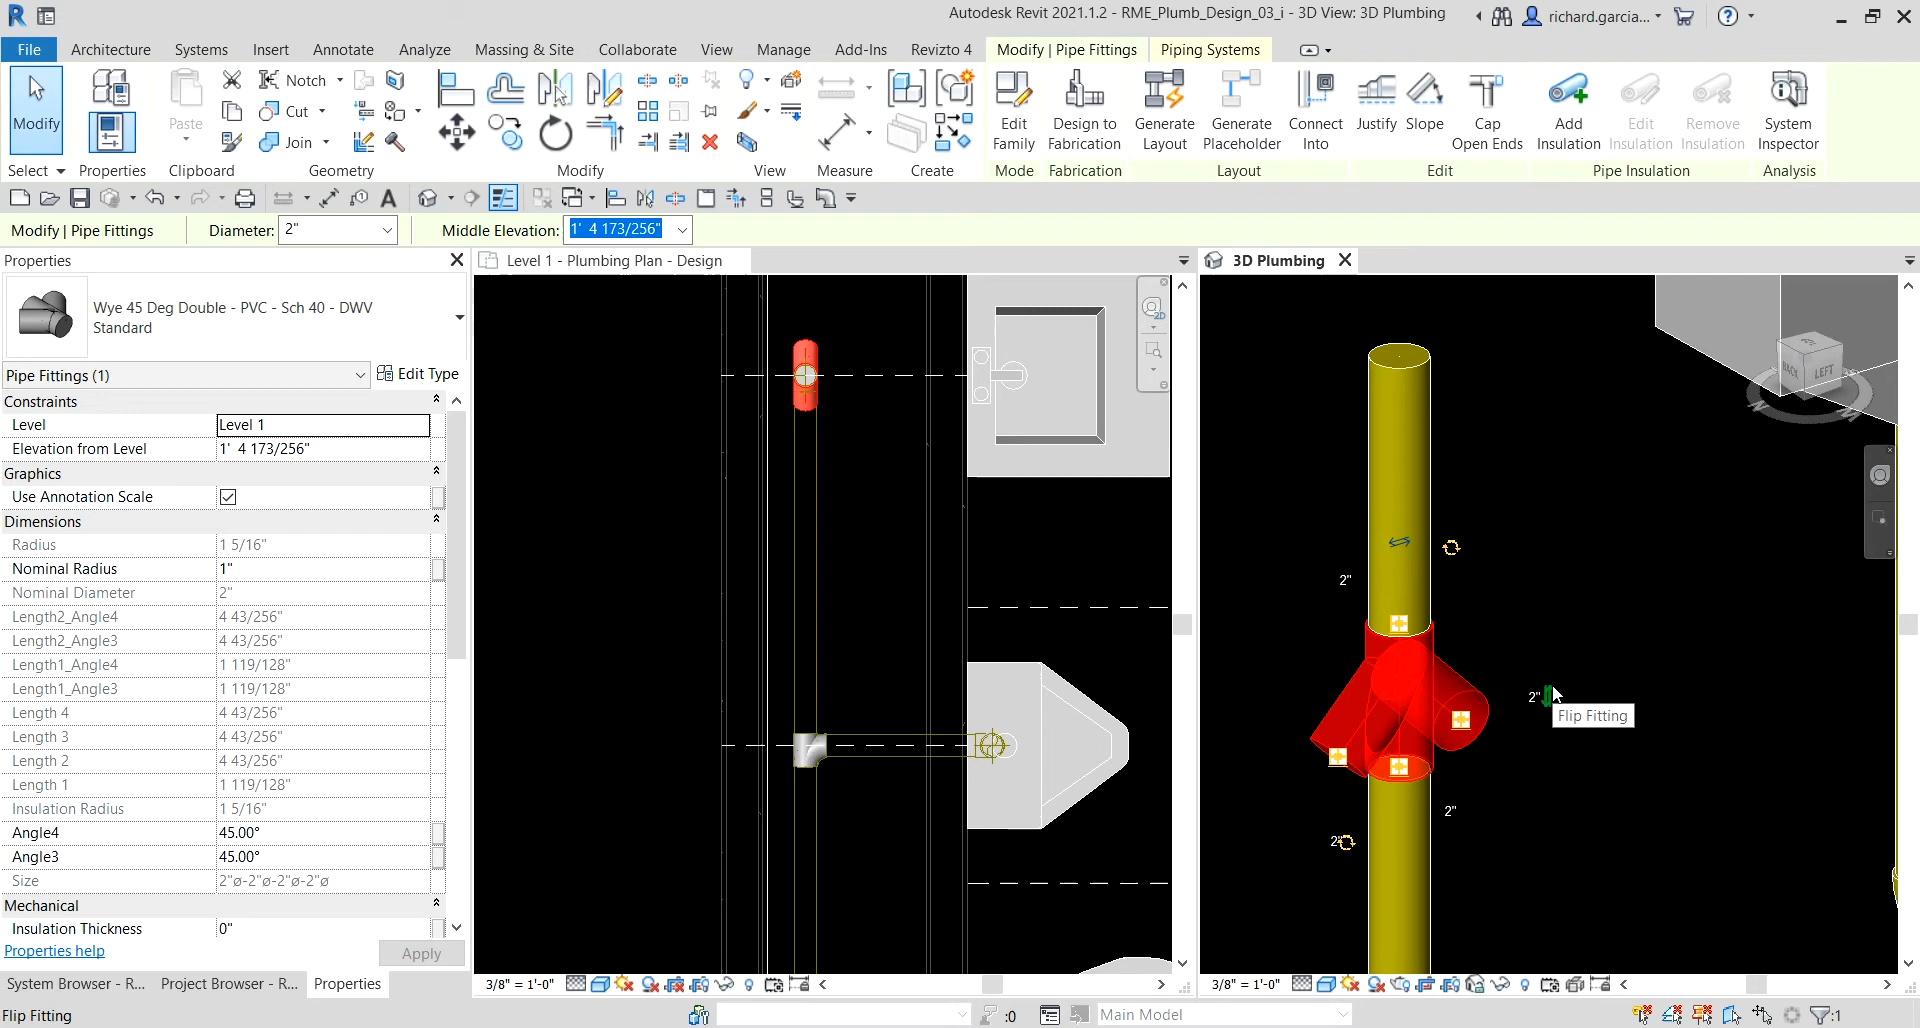 Autodesk Revit 2021.1.2 - RME_Plumb_Design_03_i - 3D View: 3D Plumbing
richard.garcia...
File Architecture Systems Insert Annotate Analyze Massing & Site Collaborate View Manage Add-Ins Revizto 4 Modify | Pipe Fittings Piping Systems
Modify
Paste
Notch
Cut
Join
Edit Family
Design to Fabrication
Generate Layout
Generate Placeholder
Connect Into
Justify
Slope
Cap Open Ends
Add Insulation
Edit Insulation
Remove Insulation
System Inspector
Select Properties Clipboard Geometry Modify View Measure Create Mode Fabrication Layout Edit Pipe Insulation Analysis
Modify | Pipe Fittings Diameter: 2" Middle Elevation: 1' 4 173/256"
Properties
Level 1 - Plumbing Plan - Design
3D Plumbing
Wye 45 Deg Double - PVC - Sch 40 - DWV
Standard
Pipe Fittings (1) Edit Type
Constraints
Level Level 1
Elevation from Level 1' 4 173/256"
Graphics
Use Annotation Scale
Dimensions
Radius 1 5/16"
Nominal Radius 1"
Nominal Diameter 2"
Length2_Angle4 4 43/256"
Length2_Angle3 4 43/256"
Length1_Angle4 1 119/128"
Length1_Angle3 1 119/128"
Length 4 4 43/256"
Length 3 4 43/256"
Length 2 4 43/256"
Length 1 1 119/128"
Insulation Radius 1 5/16"
Angle4 45.00°
Angle3 45.00°
Size 2"ø-2"ø-2"ø-2"ø
Mechanical
Insulation Thickness 0"
Properties help Apply
System Browser - R... Project Browser - R... Properties
2D
BACK LEFT
N
2"
2"
Flip Fitting
2"
2"
3/8" = 1'-0"
3/8" = 1'-0"
Flip Fitting
:0
Main Model
:1